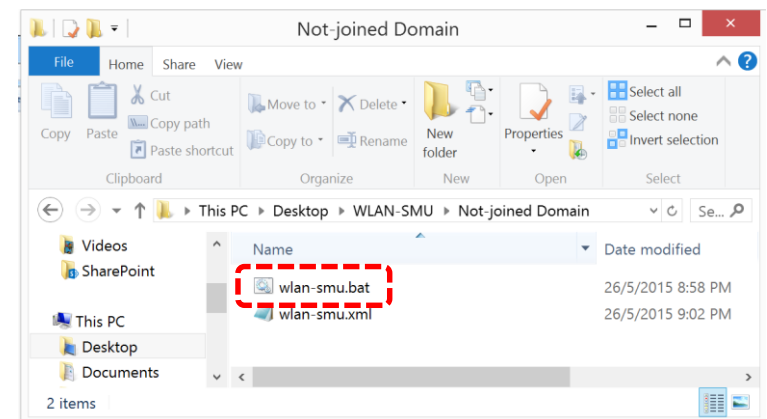 Not-joined Domain
File Home Share View
Copy
Paste
Cut
Copy path
Paste shortcut
Clipboard
Move to
Copy to
Delete
Rename
Organize
New folder
New
Properties
Open
Select all
Select none
Invert selection
Select
This PC Desktop WLAN-SMU Not-joined Domain
Se...
Videos
SharePoint
This PC
Desktop
Documents
Name Date modified
wlan-smu.bat 26/5/2015 8:58 PM
wlan-smu.xml 26/5/2015 9:02 PM
2 items